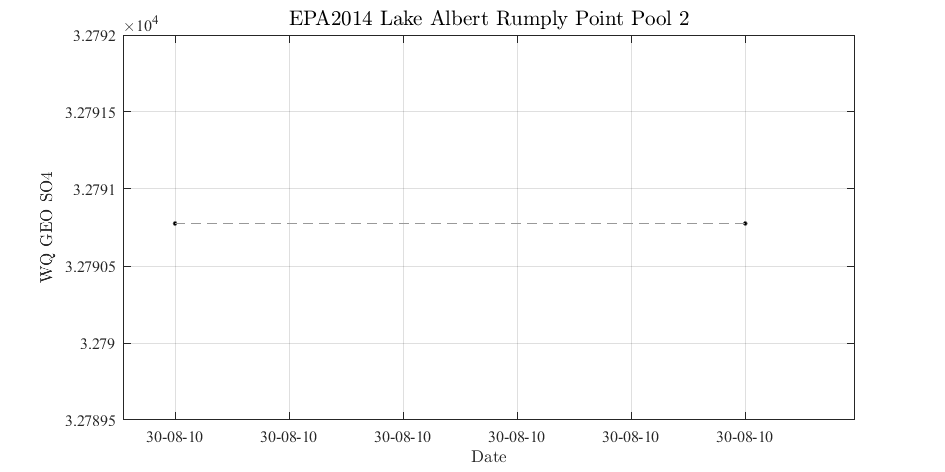 EPA2014 Lake Albert Rumply Point Pool 2
×10^4
3.2792
3.27915
3.2791
3.27905
3.279
3.27895
WQ GEO SO4
30-08-10 30-08-10 30-08-10 30-08-10 30-08-10 30-08-10
Date